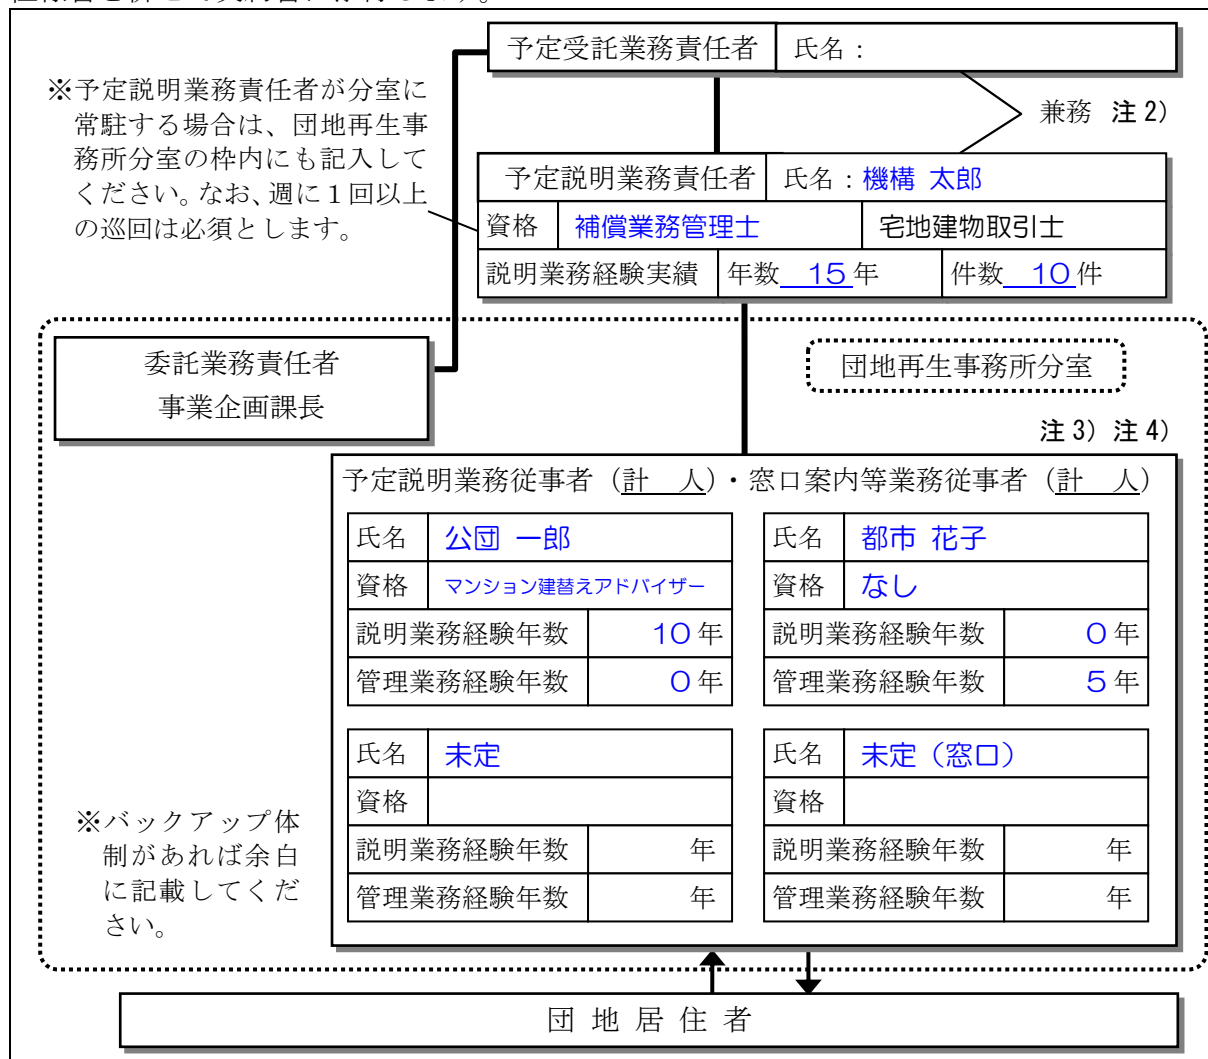 予定受託業務責任者 氏名：
※予定説明業務責任者が分室に
常駐する場合は、団地再生事
務所分室の枠内にも記入して
ください。なお、週に１回以上
の巡回は必須とします。
兼務 注2)
予定説明業務責任者 氏名：機構 太郎
資格 補償業務管理士 宅地建物取引士
説明業務経験実績 年数 15年 件数 10件
委託業務責任者
事業企画課長
団地再生事務所分室
注3) 注4)
予定説明業務従事者（計　人）・窓口案内等業務従事者（計　人）
氏名 公団 一郎 氏名 都市 花子
資格 マンション建替えアドバイザー 資格 なし
説明業務経験年数 10年 説明業務経験年数 0年
管理業務経験年数 0年 管理業務経験年数 5年
氏名 未定 氏名 未定（窓口）
資格 資格
説明業務経験年数 年 説明業務経験年数 年
管理業務経験年数 年 管理業務経験年数 年
※バックアップ体
制があれば余白
に記載してくだ
さい。
団地居住者